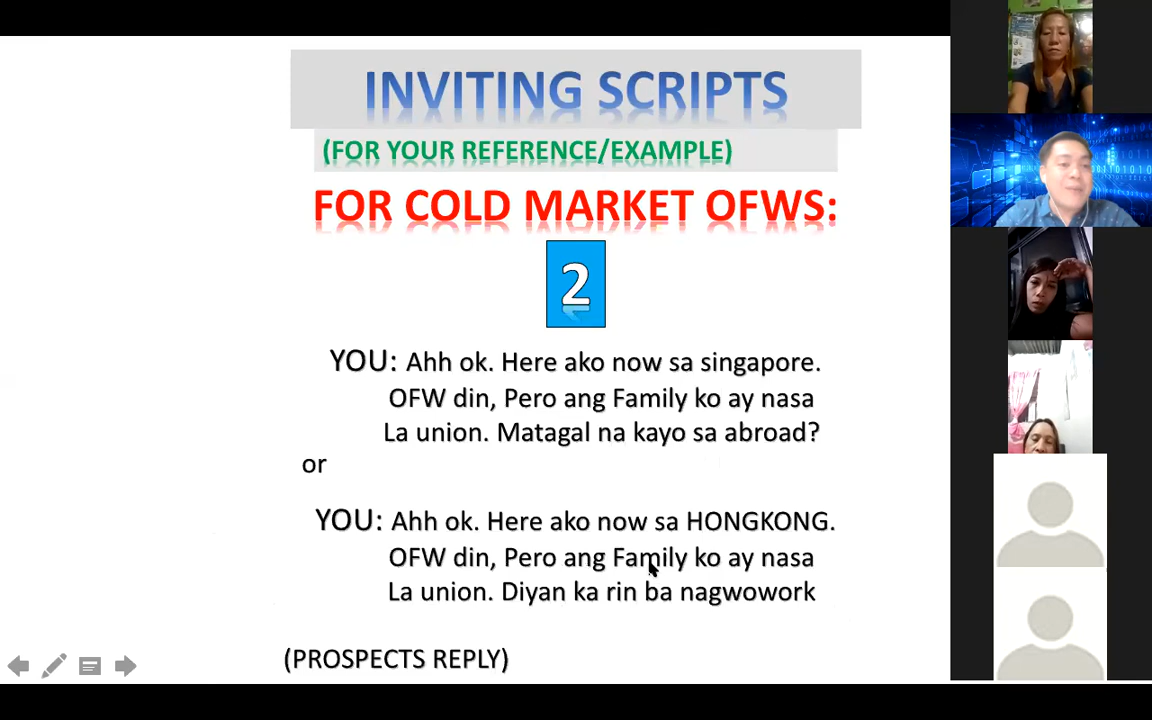 INVITING SCRIPTS
(FOR YOUR REFERENCE/EXAMPLE)
FOR COLD MARKET OFWS:
2
YOU: Ahh ok. Here ako now sa singapore.
OFW din, Pero ang Family ko ay nasa
La union. Matagal na kayo sa abroad?
or
YOU: Ahh ok. Here ako now sa HONGKONG.
OFW din, Pero ang Family ko ay nasa
La union. Diyan ka rin ba nagwowork
(PROSPECTS REPLY)